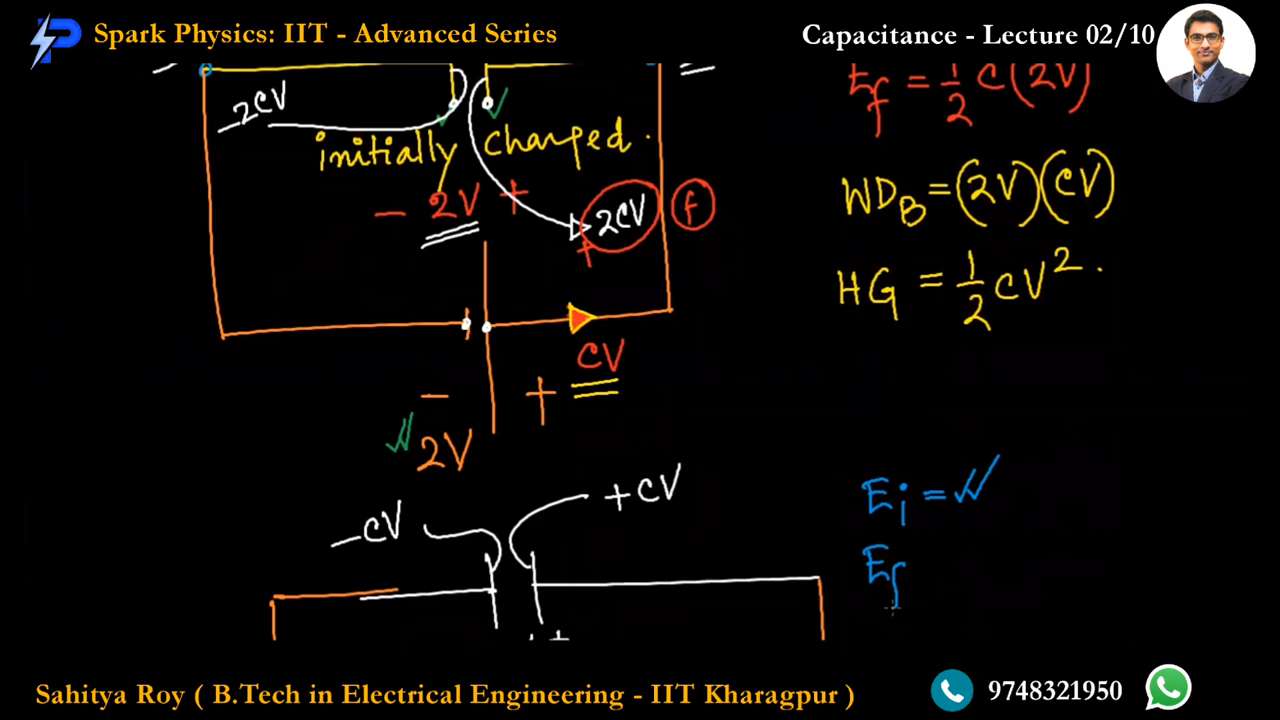 Spark Physics: IIT - Advanced Series
Capacitance - Lecture 02/10
-2CV
initially charged.
- 2V +
2CV
+
f
CV
- +
2V
-CV
+CV
Ef = 1/2 C(2V)
WDB = (2V)(CV)
HG = 1/2 CV².
Ei =
Ef
Sahitya Roy ( B.Tech in Electrical Engineering - IIT Kharagpur )
9748321950